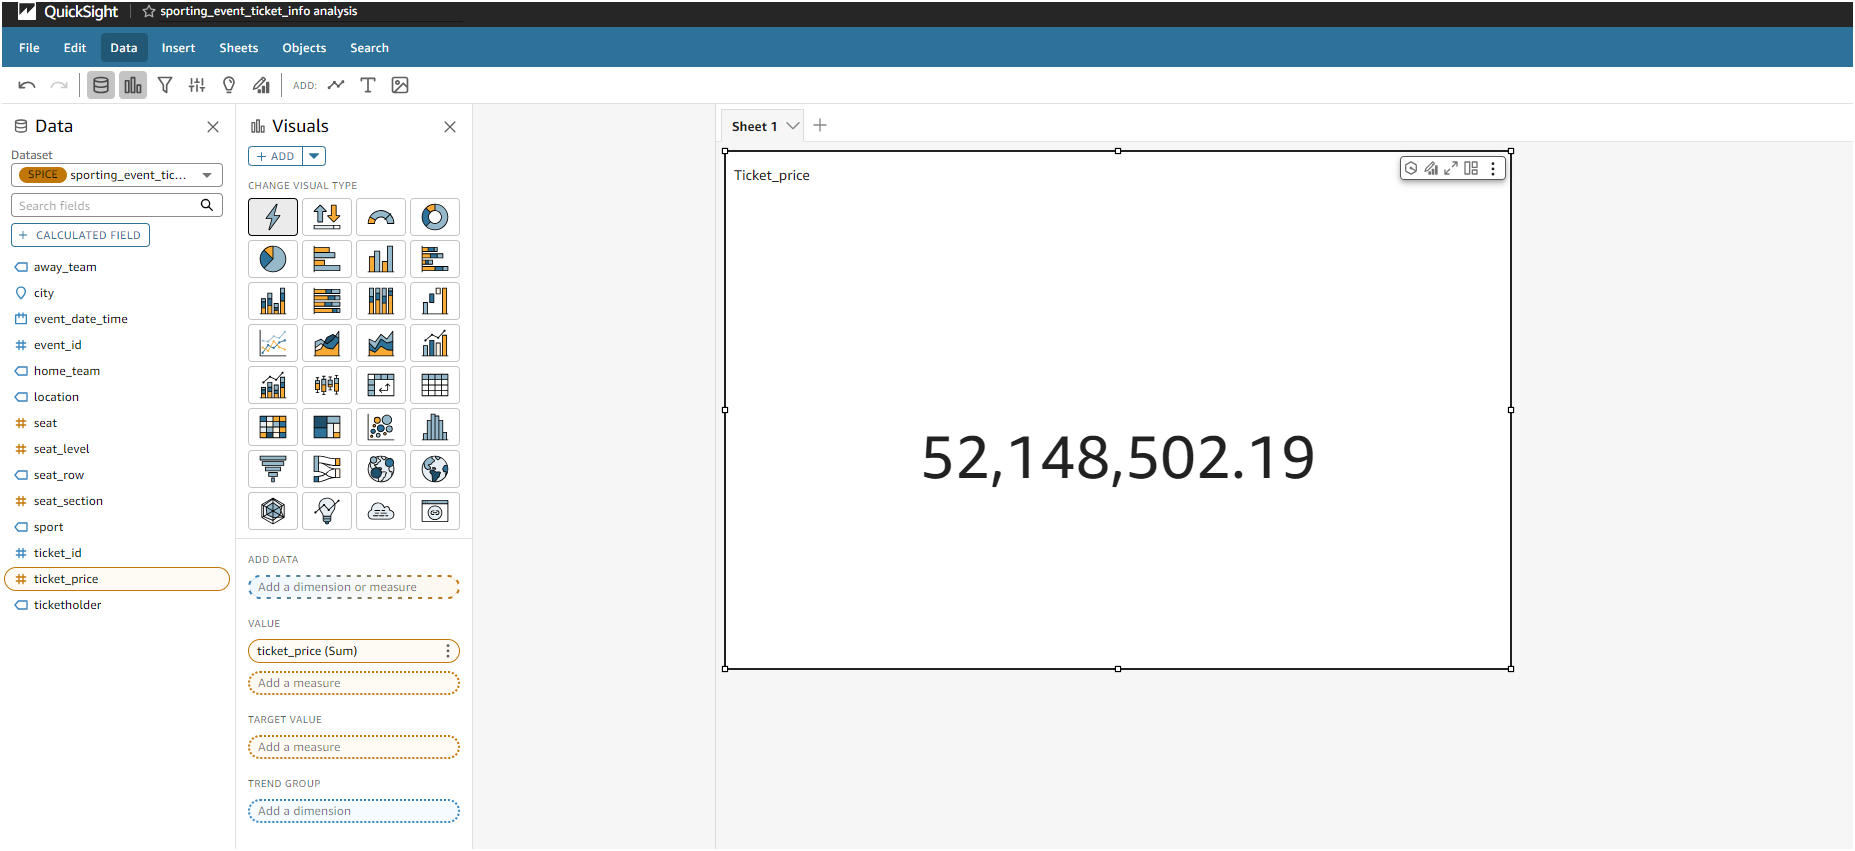 QuickSight
sporting_event_ticket_info analysis
File Edit Data Insert Sheets Objects Search
ADD:
Data
Dataset
SPICE sporting_event_tic...
Search fields
+ CALCULATED FIELD
away_team
city
event_date_time
event_id
home_team
location
seat
seat_level
seat_row
seat_section
sport
ticket_id
ticket_price
ticketholder
Visuals
+ ADD
CHANGE VISUAL TYPE
ADD DATA
Add a dimension or measure
VALUE
ticket_price (Sum)
Add a measure
TARGET VALUE
Add a measure
TREND GROUP
Add a dimension
Sheet 1
Ticket_price
52,148,502.19